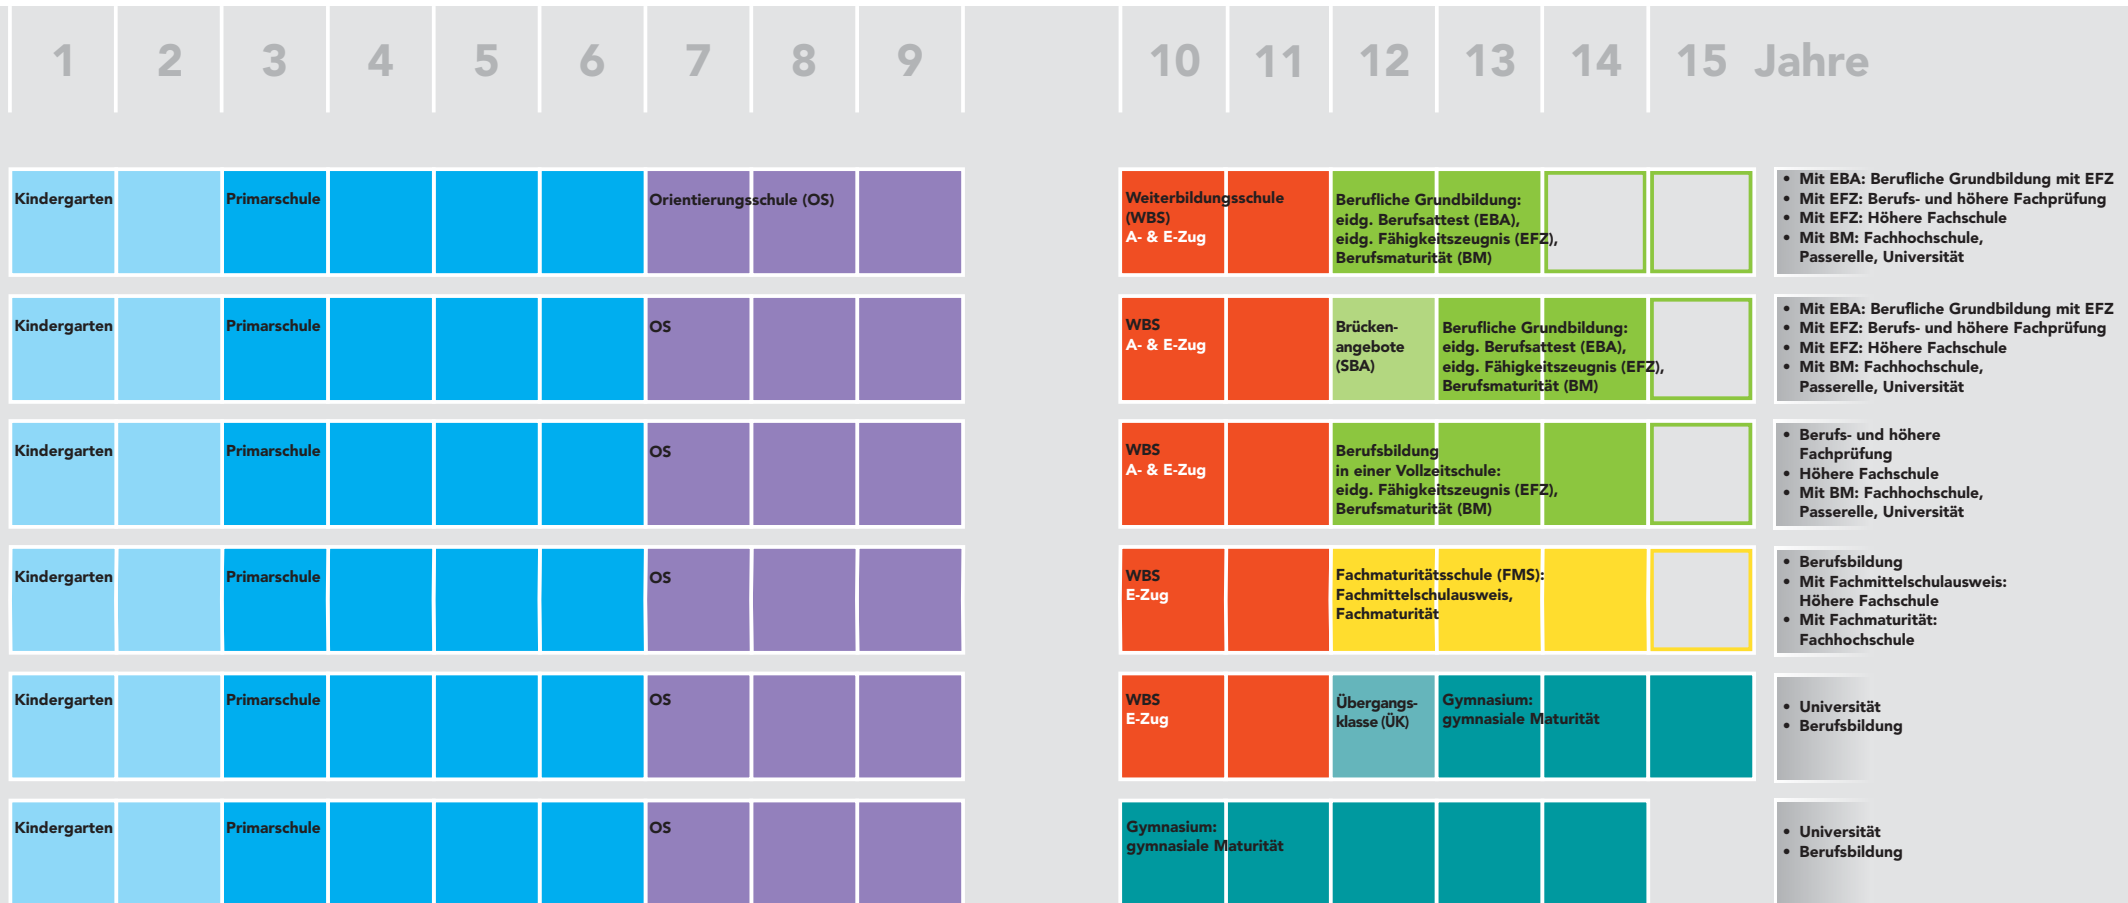 1 2 3 4 5 6 7 8 9 10 11 12 13 14 15 Jahre
Kindergarten
Primarschule
Orientierungsschule (OS)
Weiterbildungsschule
(WBS)
A- & E-Zug
Berufliche Grundbildung:
eidg. Berufsattest (EBA),
eidg. Fähigkeitszeugnis (EFZ),
Berufsmaturität (BM)
• Mit EBA: Berufliche Grundbildung mit EFZ
• Mit EFZ: Berufs- und höhere Fachprüfung
• Mit EFZ: Höhere Fachschule
• Mit BM: Fachhochschule,
Passerelle, Universität
Kindergarten
Primarschule
OS
WBS
A- & E-Zug
Brücken-
angebote
(SBA)
Berufliche Grundbildung:
eidg. Berufsattest (EBA),
eidg. Fähigkeitszeugnis (EFZ),
Berufsmaturität (BM)
• Mit EBA: Berufliche Grundbildung mit EFZ
• Mit EFZ: Berufs- und höhere Fachprüfung
• Mit EFZ: Höhere Fachschule
• Mit BM: Fachhochschule,
Passerelle, Universität
Kindergarten
Primarschule
OS
WBS
A- & E-Zug
Berufsbildung
in einer Vollzeitschule:
eidg. Fähigkeitszeugnis (EFZ),
Berufsmaturität (BM)
• Berufs- und höhere
Fachprüfung
• Höhere Fachschule
• Mit BM: Fachhochschule,
Passerelle, Universität
Kindergarten
Primarschule
OS
WBS
E-Zug
Fachmaturitätsschule (FMS):
Fachmittelschulausweis,
Fachmaturität
• Berufsbildung
• Mit Fachmittelschulausweis:
Höhere Fachschule
• Mit Fachmaturität:
Fachhochschule
Kindergarten
Primarschule
OS
WBS
E-Zug
Übergangs-
klasse (ÜK)
Gymnasium:
gymnasiale Maturität
• Universität
• Berufsbildung
Kindergarten
Primarschule
OS
Gymnasium:
gymnasiale Maturität
• Universität
• Berufsbildung